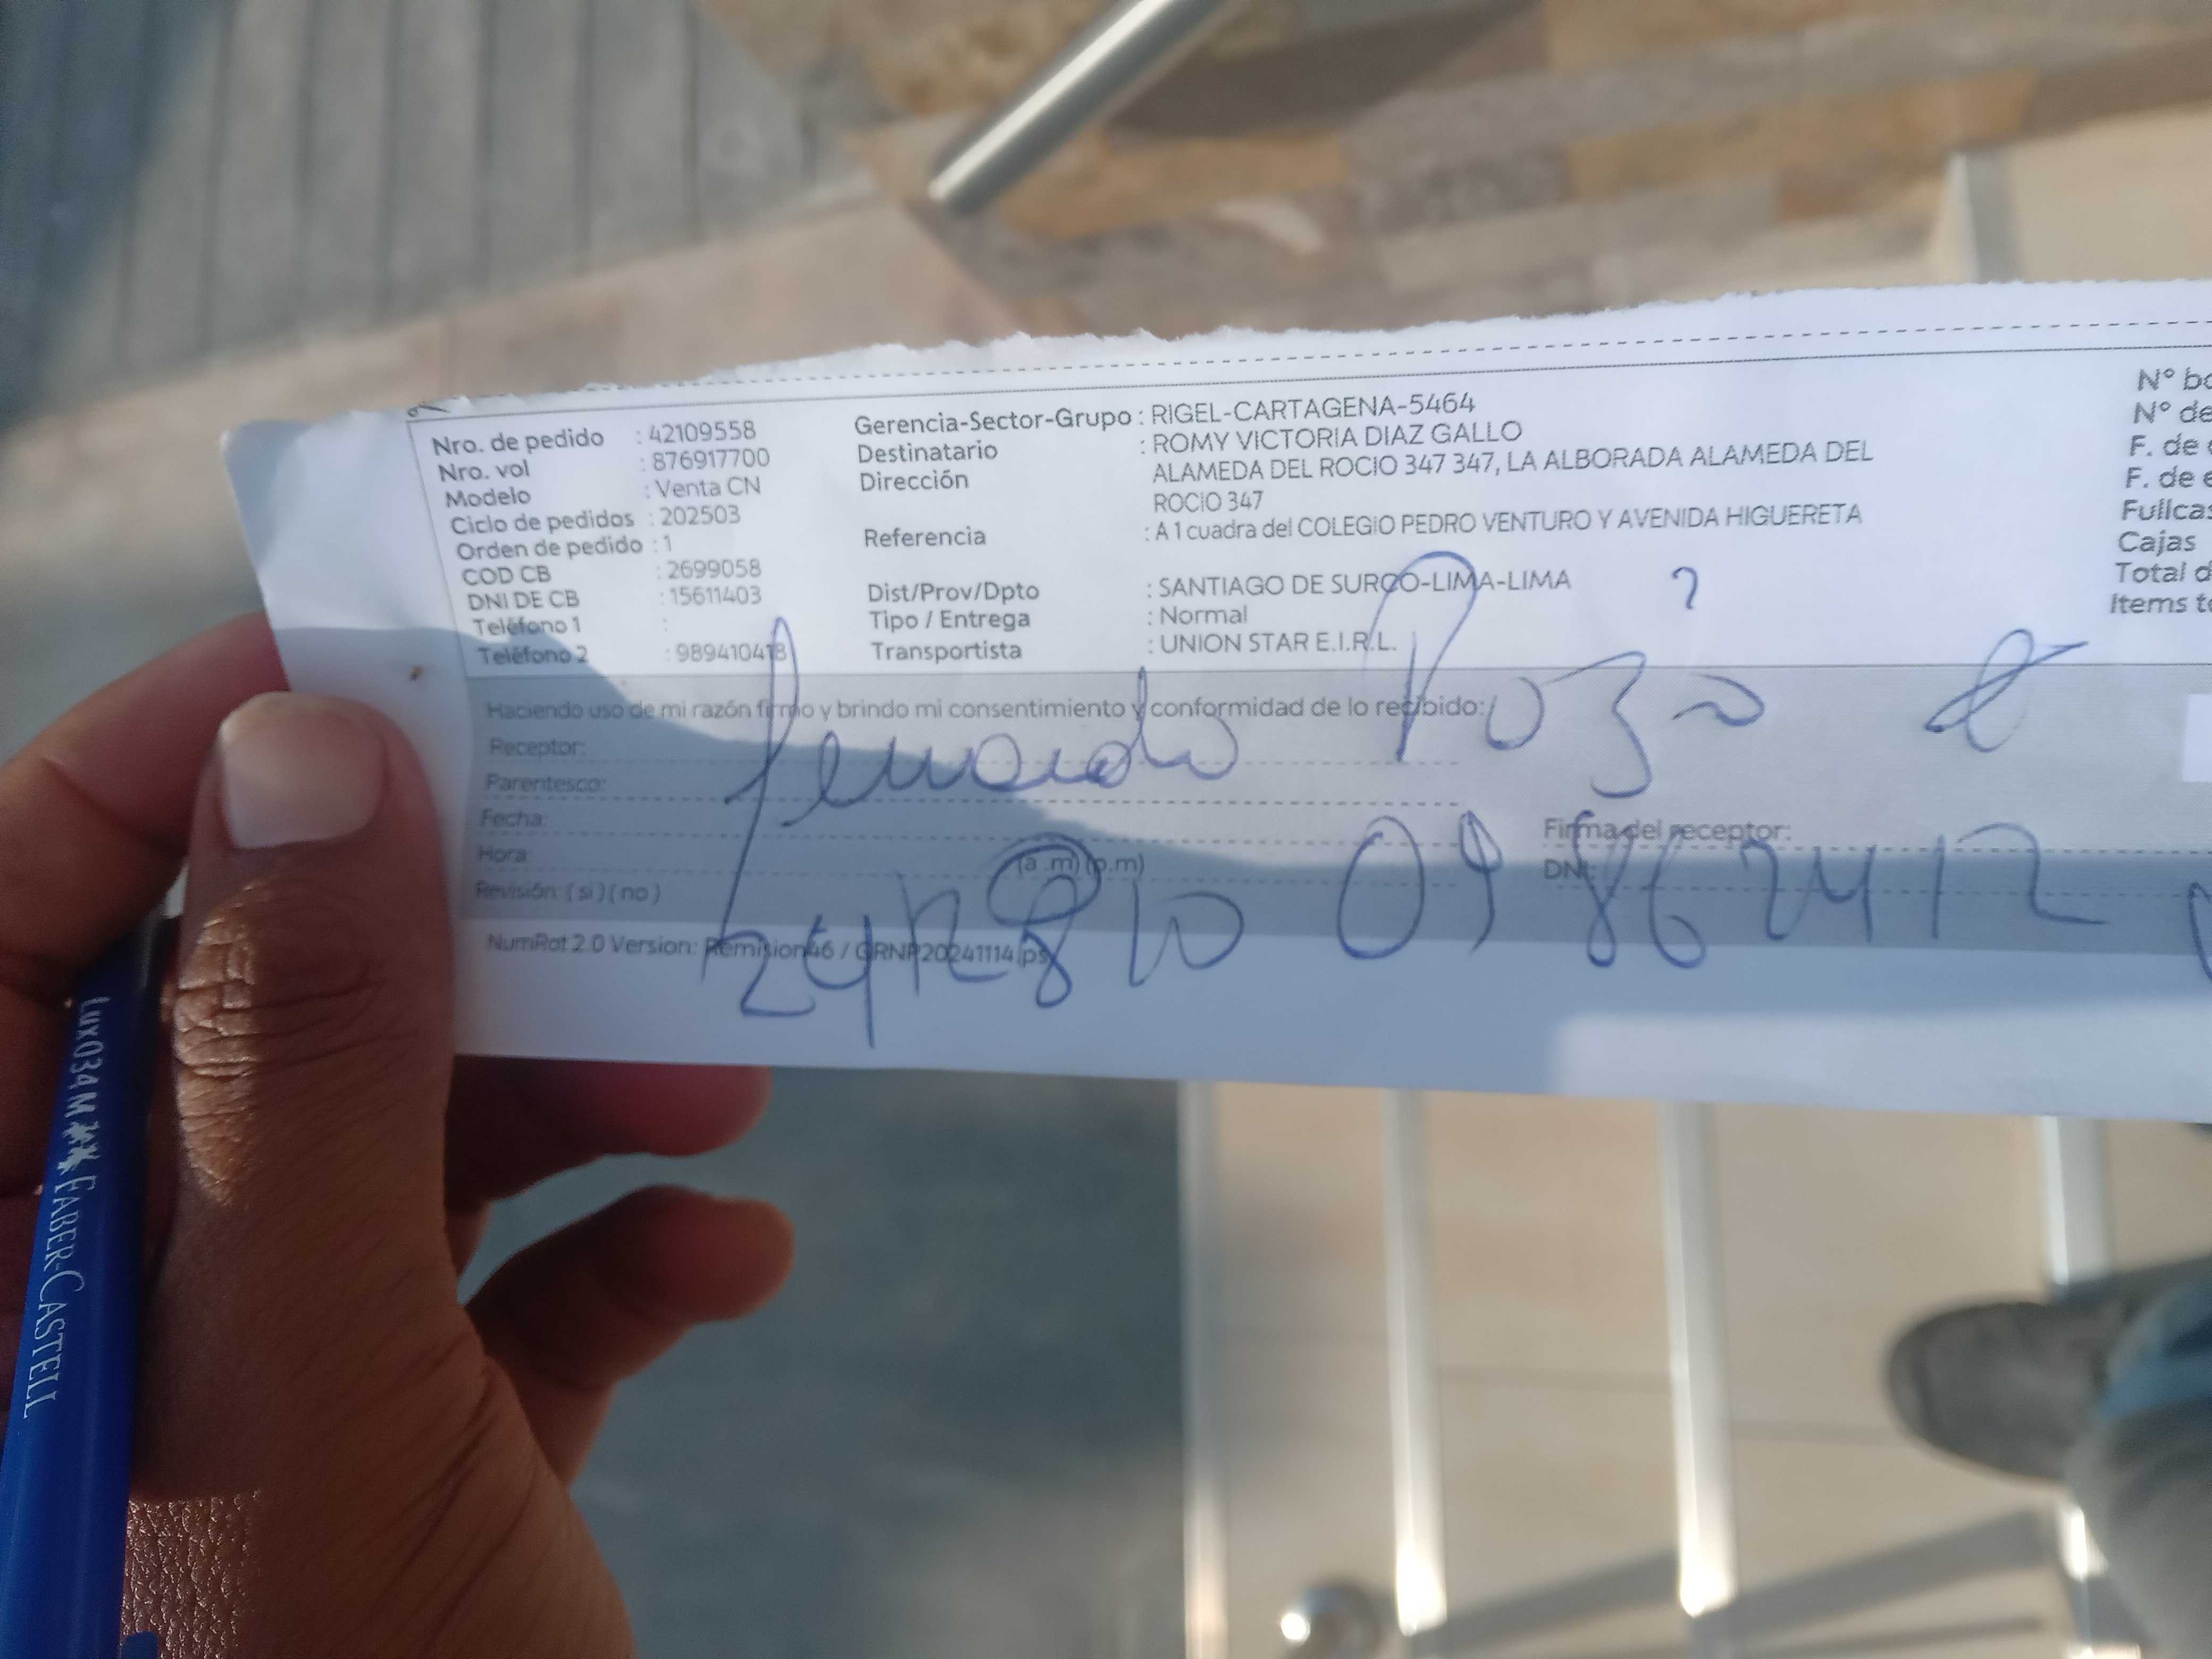 Nro. de pedido : 42109558
Nro. vol : 876917700
Modelo : Venta CN
Ciclo de pedidos : 202503
Orden de pedido : 1
COD CB : 2699058
DNI DE CB : 15611403
Teléfono 1 :
Teléfono 2 : 989410418
Gerencia-Sector-Grupo : RIGEL-CARTAGENA-5464
Destinatario : ROMY VICTORIA DIAZ GALLO
Dirección ALAMEDA DEL ROCIO 347 347, LA ALBORADA ALAMEDA DEL
ROCIO 347
Referencia : A 1 cuadra del COLEGIO PEDRO VENTURO Y AVENIDA HIGUERETA
Dist/Prov/Dpto : SANTIAGO DE SURCO-LIMA-LIMA
Tipo / Entrega : Normal
Transportista : UNION STAR E.I.R.L.
N° bo
N° de
F. de
F. de e
Fullcas
Cajas
Total d
Items to
Haciendo uso de mi razón firmo y brindo mi consentimiento y conformidad de lo recibido:
Receptor:
Fernando Pozo
Parentesco:
Fecha:
Hora: (a .m) (p.m)
Revisión: ( si ) ( no )
Firma del receptor:
DNI:
09862412
NumRot 2.0 Version: Remision46 / GRNP20241114.ps
Lux034M FABER-CASTELL